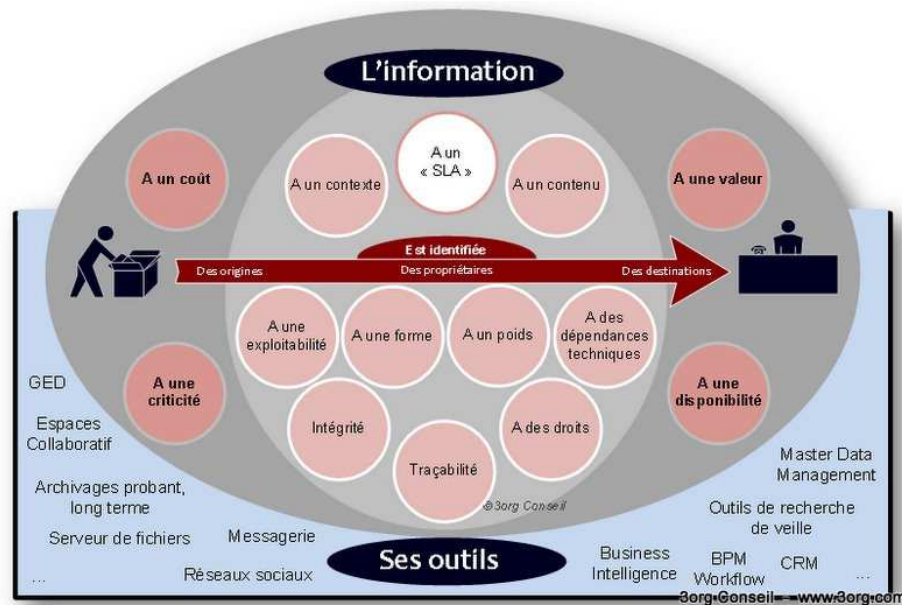 L'information
A un
« SLA »
A un coût
A un contexte
A un contenu
A une valeur
Est identifiée
Des origines
Des propriétaires
Des destinations
A une
exploitabilité
A une forme
A un poids
A des
dépendances
techniques
A une
criticité
Intégrité
Traçabilité
A des droits
A une
disponibilité
© 3org Conseil
GED
Espaces
Collaboratif
Archivages probant,
long terme
Serveur de fichiers
Messagerie
...
Réseaux sociaux
Ses outils
Master Data
Management
Outils de recherche
de veille
Business
Intelligence
BPM
Workflow
CRM
...
3org Conseil - www.3org.com